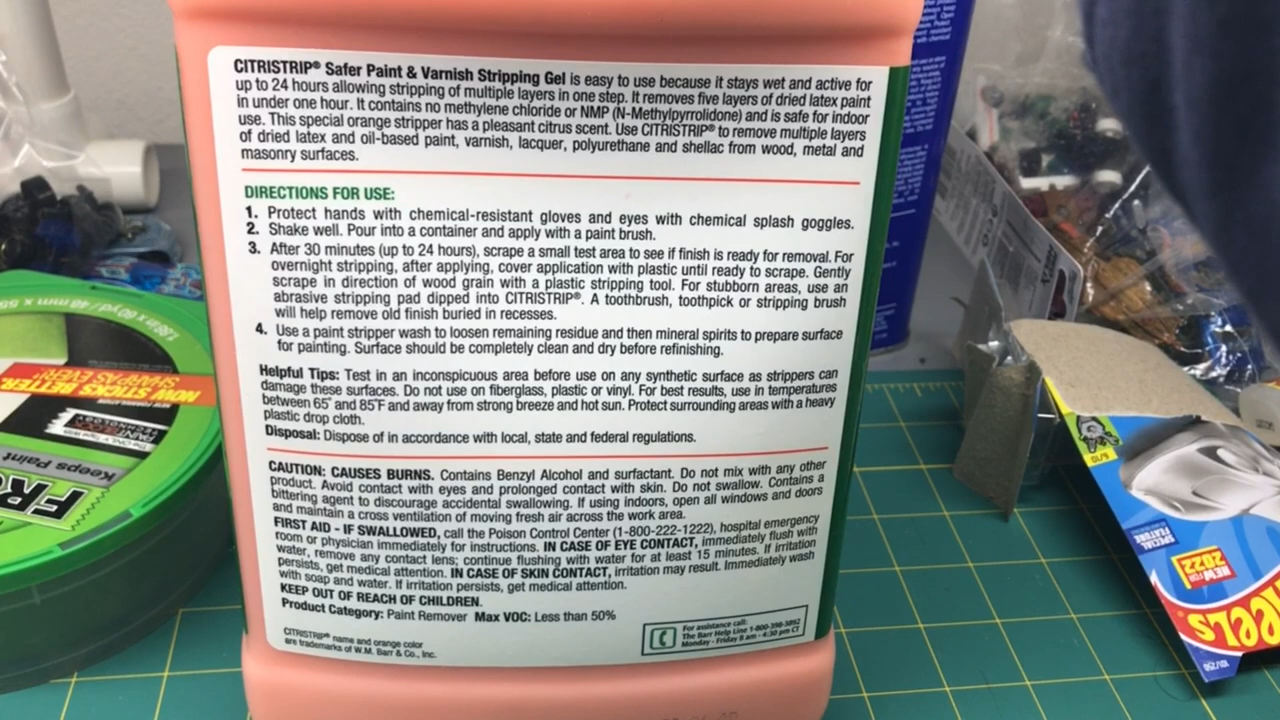 CITRISTRIP® Safer Paint & Varnish Stripping Gel is easy to use because it stays wet and active for
up to 24 hours allowing stripping of multiple layers in one step. It removes five layers of dried latex paint
in under one hour. It contains no methylene chloride or NMP (N-Methylpyrrolidone) and is safe for indoor
use. This special orange stripper has a pleasant citrus scent. Use CITRISTRIP® to remove multiple layers
of dried latex and oil-based paint, varnish, lacquer, polyurethane and shellac from wood, metal and
masonry surfaces.
DIRECTIONS FOR USE:
1. Protect hands with chemical-resistant gloves and eyes with chemical splash goggles.
2. Shake well. Pour into a container and apply with a paint brush.
3. After 30 minutes (up to 24 hours), scrape a small test area to see if finish is ready for removal. For
overnight stripping, after applying, cover application with plastic until ready to scrape. Gently
scrape in direction of wood grain with a plastic stripping tool. For stubborn areas, use an
abrasive stripping pad dipped into CITRISTRIP®. A toothbrush, toothpick or stripping brush
will help remove old finish buried in recesses.
4. Use a paint stripper wash to loosen remaining residue and then mineral spirits to prepare surface
for painting. Surface should be completely clean and dry before refinishing.
Helpful Tips: Test in an inconspicuous area before use on any synthetic surface as strippers can
damage these surfaces. Do not use on fiberglass, plastic or vinyl. For best results, use in temperatures
between 65° and 85°F and away from strong breeze and hot sun. Protect surrounding areas with a heavy
plastic drop cloth.
Disposal: Dispose of in accordance with local, state and federal regulations.
CAUTION: CAUSES BURNS. Contains Benzyl Alcohol and surfactant. Do not mix with any other
product. Avoid contact with eyes and prolonged contact with skin. Do not swallow. Contains a
bittering agent to discourage accidental swallowing. If using indoors, open all windows and doors
and maintain a cross ventilation of moving fresh air across the work area.
FIRST AID - IF SWALLOWED, call the Poison Control Center (1-800-222-1222), hospital emergency
room or physician immediately for instructions. IN CASE OF EYE CONTACT, immediately flush with
water, remove any contact lens; continue flushing with water for at least 15 minutes. If irritation
persists, get medical attention. IN CASE OF SKIN CONTACT, irritation may result. Immediately wash
with soap and water. If irritation persists, get medical attention.
KEEP OUT OF REACH OF CHILDREN.
Product Category: Paint Remover Max VOC: Less than 50%
CITRISTRIP® name and orange color
are trademarks of W.M. Barr & Co., Inc.
For assistance call:
The Barr Help Line 1-800-398-3892
Monday - Friday 8 am - 4:30 pm CT
1.88 in x 60yd / 48 mm x 55
NOW STICKS BETTER.
SHARP AS EVER!
The ONLY Tape With
PAINTBLOCK
TECHNOLOGY
Keeps Paint
FRO
6/10
SPECIAL
FEATURE
NEW FOR
2022
eels